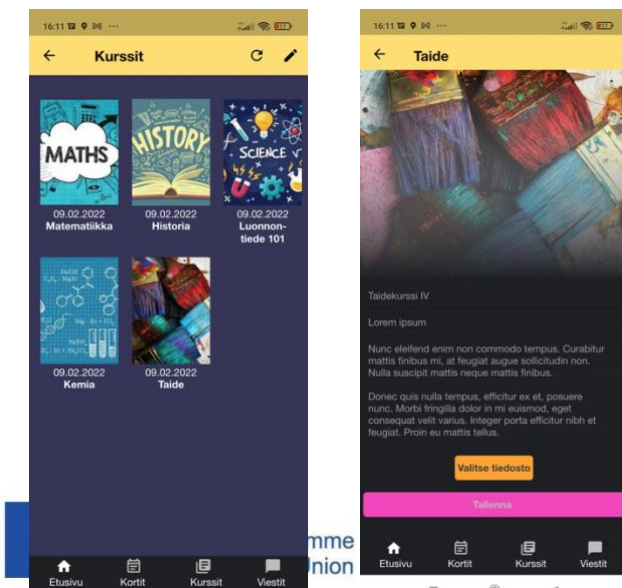 16:11
Kurssit
MATHS
HISTORY
SCIENCE
09.02.2022
Matematiikka
09.02.2022
Historia
09.02.2022
Luonnon-
tiede 101
09.02.2022
Kemia
09.02.2022
Taide
Etusivu
Kortit
Kurssit
Viestit
mme
Union
16:11
Taide
Taidekurssi IV
Lorem ipsum
Nunc eleifend enim non commodo tempus. Curabitur
mattis finibus mi, at feugiat augue sollicitudin non.
Nulla suscipit mattis neque mattis finibus.
Donec quis nulla tempus, efficitur ex et, posuere
nunc. Morbi fringilla dolor in mi euismod, eget
consequat velit varius. Integer porta efficitur nibh et
feugiat. Proin eu mattis tellus.
Valitse tiedosto
Tallenna
Etusivu
Kortit
Kurssit
Viestit